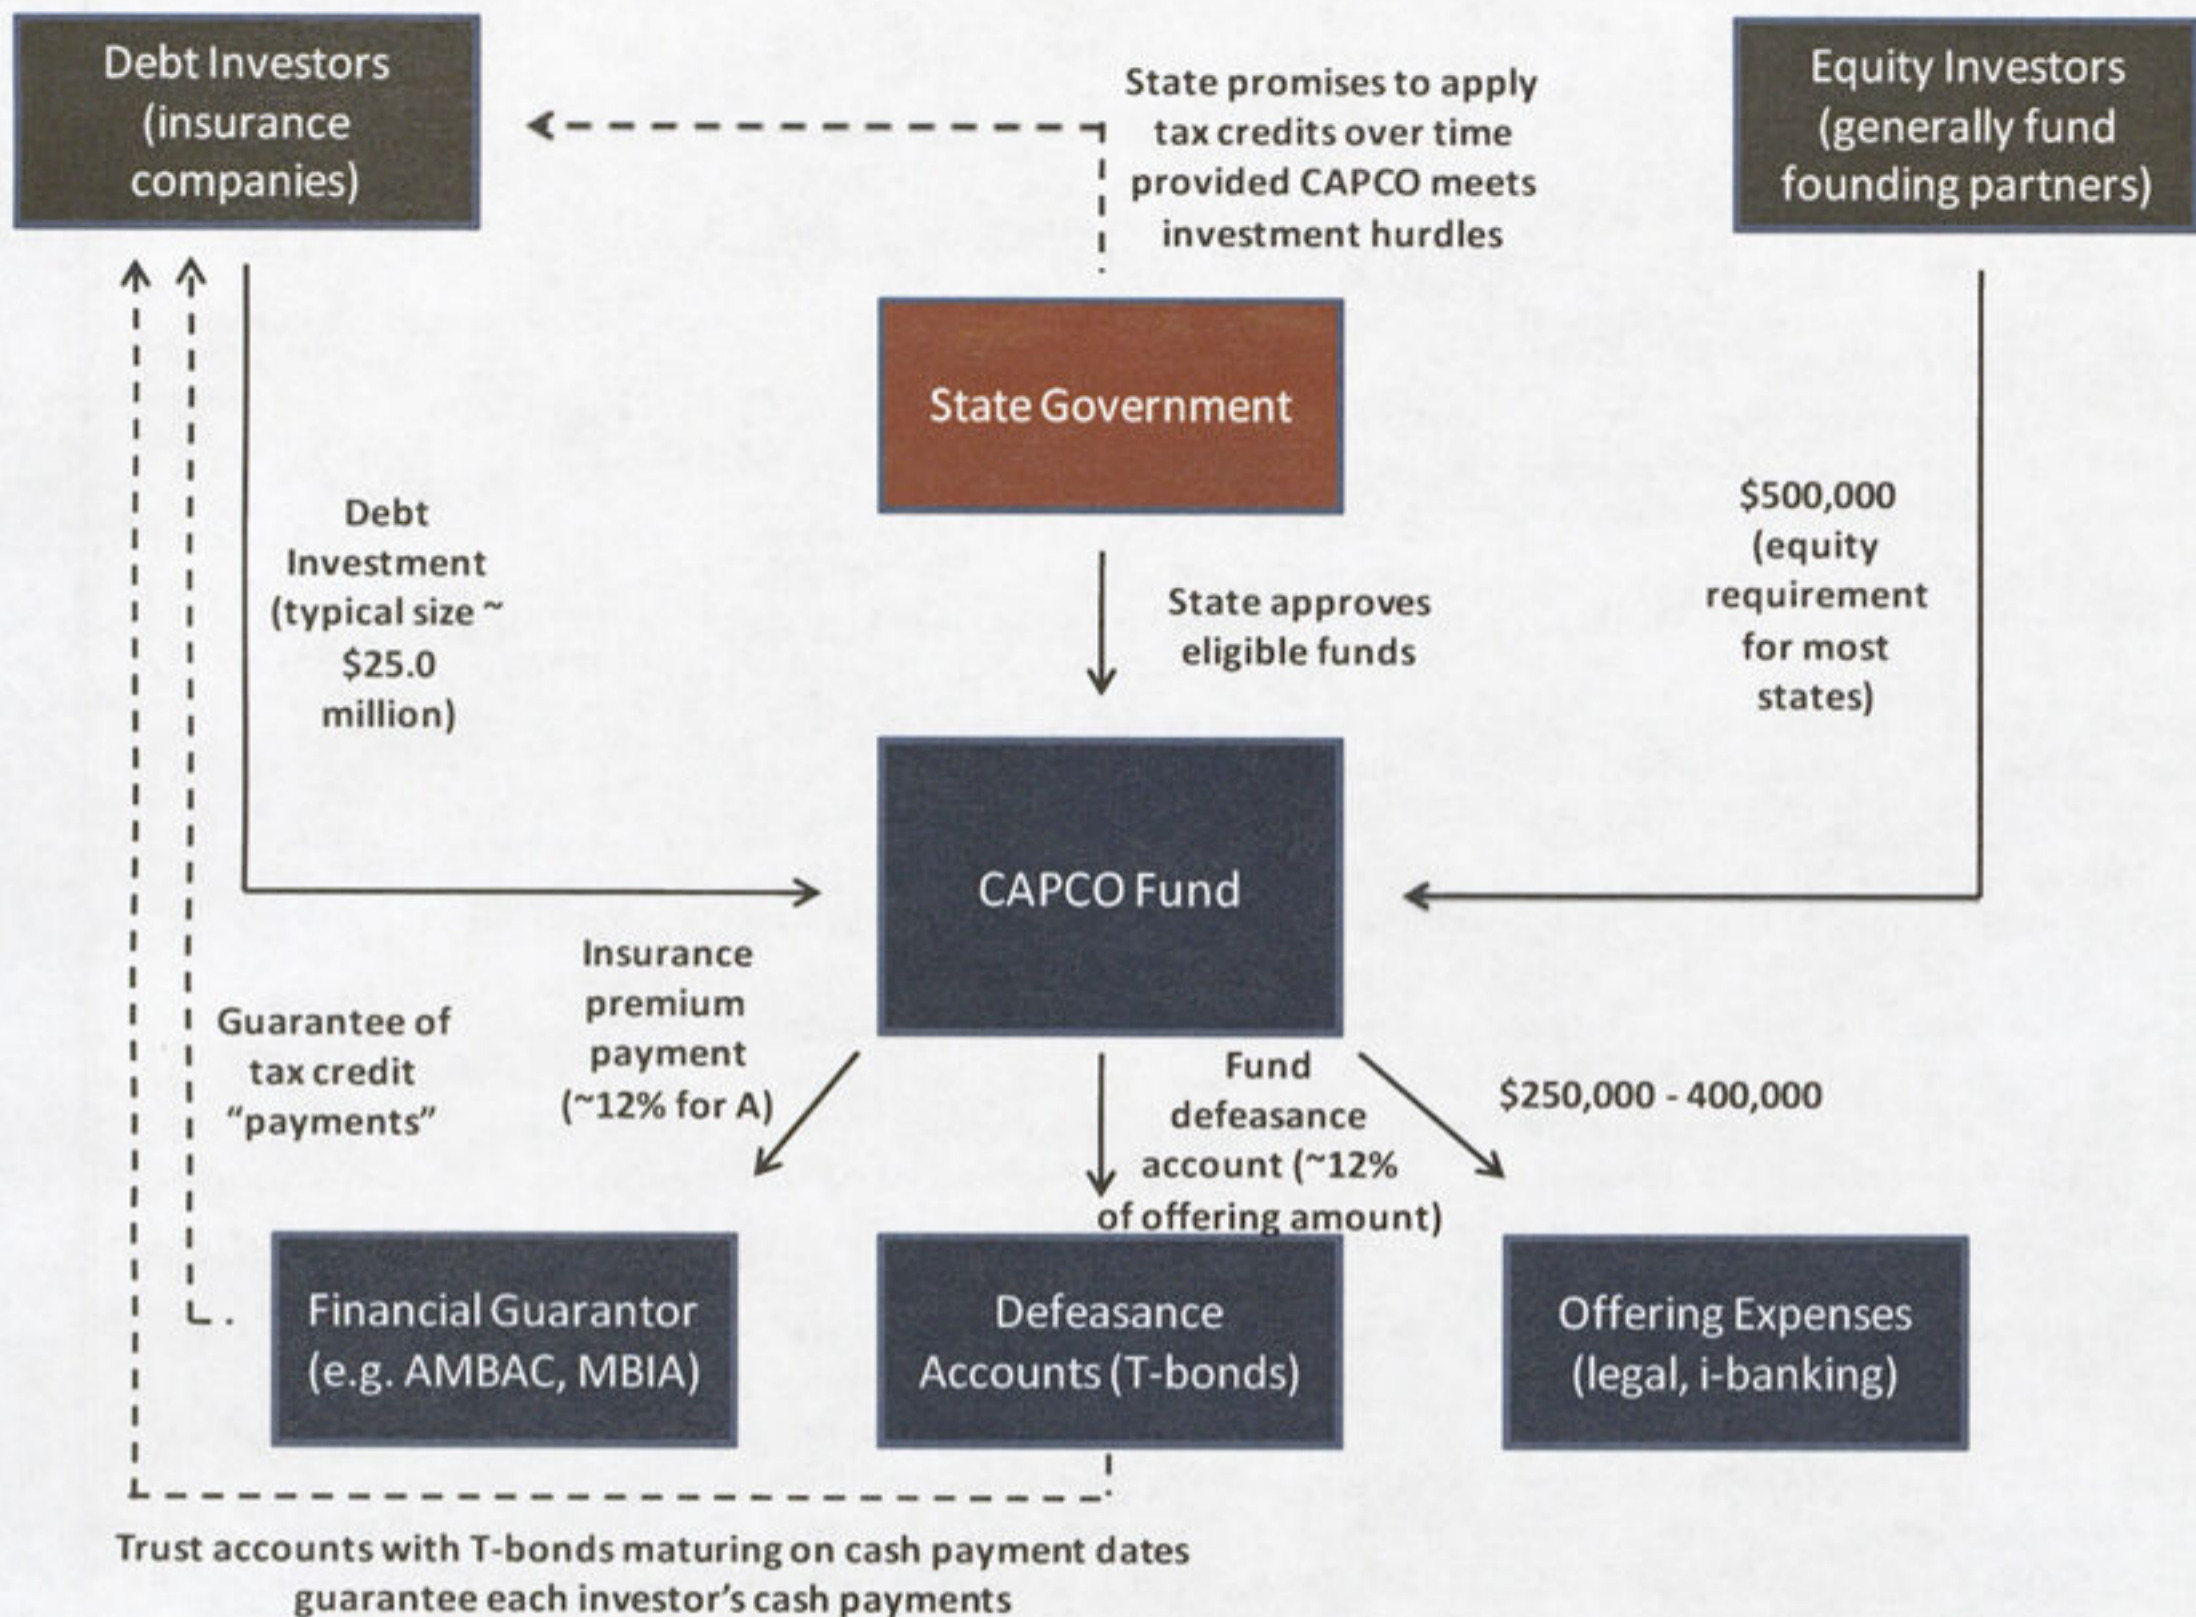 Debt Investors
(insurance
companies)
State promises to apply
tax credits over time
provided CAPCO meets
investment hurdles
Equity Investors
(generally fund
founding partners)
State Government
Debt
Investment
(typical size ~
$25.0
million)
State approves
eligible funds
$500,000
(equity
requirement
for most
states)
CAPCO Fund
Guarantee of
tax credit
“payments”
Insurance
premium
payment
(~12% for A)
Fund
defeasance
account (~12%
of offering amount)
$250,000 - 400,000
Financial Guarantor
(e.g. AMBAC, MBIA)
Defeasance
Accounts (T-bonds)
Offering Expenses
(legal, i-banking)
Trust accounts with T-bonds maturing on cash payment dates
guarantee each investor’s cash payments